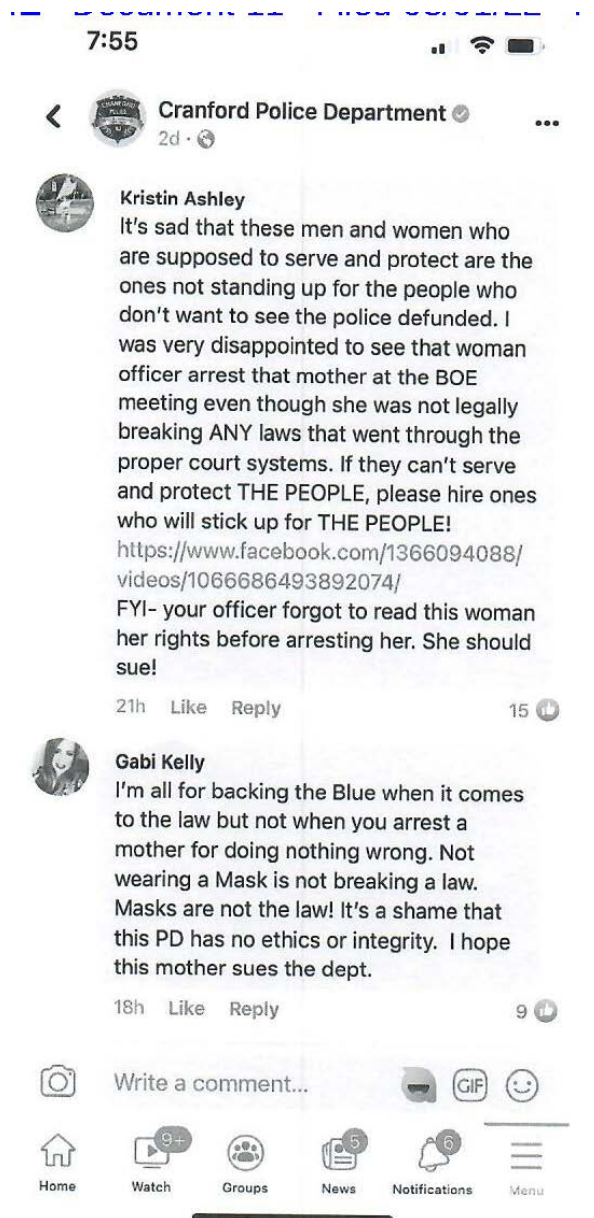 Document 11 Filed
7:55
Cranford Police Department
2d
Kristin Ashley
It's sad that these men and women who
are supposed to serve and protect are the
ones not standing up for the people who
don't want to see the police defunded. I
was very disappointed to see that woman
officer arrest that mother at the BOE
meeting even though she was not legally
breaking ANY laws that went through the
proper court systems. If they can't serve
and protect THE PEOPLE, please hire ones
who will stick up for THE PEOPLE!
https://www.facebook.com/1366094088/
videos/1066686493892074/
FYI- your officer forgot to read this woman
her rights before arresting her. She should
sue!
21h Like Reply 15
Gabi Kelly
I'm all for backing the Blue when it comes
to the law but not when you arrest a
mother for doing nothing wrong. Not
wearing a Mask is not breaking a law.
Masks are not the law! It's a shame that
this PD has no ethics or integrity. I hope
this mother sues the dept.
18h Like Reply 9
Write a comment...
GIF
9+ 5 6
Home Watch Groups News Notifications Menu